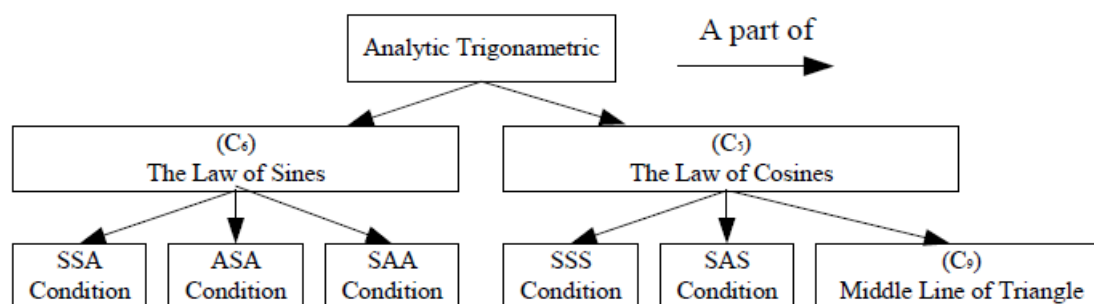 Analytic Trigonametric
A part of
(C₆)
The Law of Sines
(C₅)
The Law of Cosines
SSA
Condition
ASA
Condition
SAA
Condition
SSS
Condition
SAS
Condition
(C₉)
Middle Line of Triangle